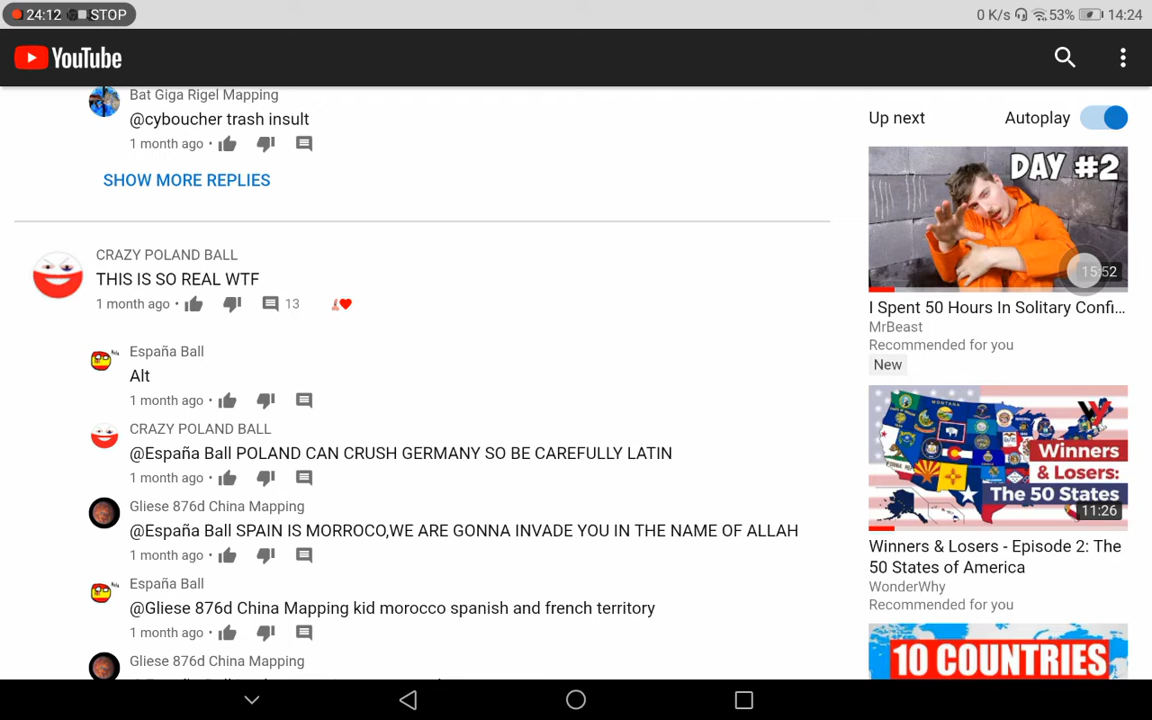 24:12 STOP
0 K/s 53% 14:24
YouTube
Bat Giga Rigel Mapping
@cyboucher trash insult
1 month ago •
SHOW MORE REPLIES
CRAZY POLAND BALL
THIS IS SO REAL WTF
1 month ago • 13
España Ball
Alt
1 month ago •
CRAZY POLAND BALL
@España Ball POLAND CAN CRUSH GERMANY SO BE CAREFULLY LATIN
1 month ago •
Gliese 876d China Mapping
@España Ball SPAIN IS MORROCO,WE ARE GONNA INVADE YOU IN THE NAME OF ALLAH
1 month ago •
España Ball
@Gliese 876d China Mapping kid morocco spanish and french territory
1 month ago •
Gliese 876d China Mapping
Up next
Autoplay
DAY #2
15:52
I Spent 50 Hours In Solitary Confi...
MrBeast
Recommended for you
New
Winners
& Losers:
The 50 States
11:26
Winners & Losers - Episode 2: The
50 States of America
WonderWhy
Recommended for you
10 COUNTRIES